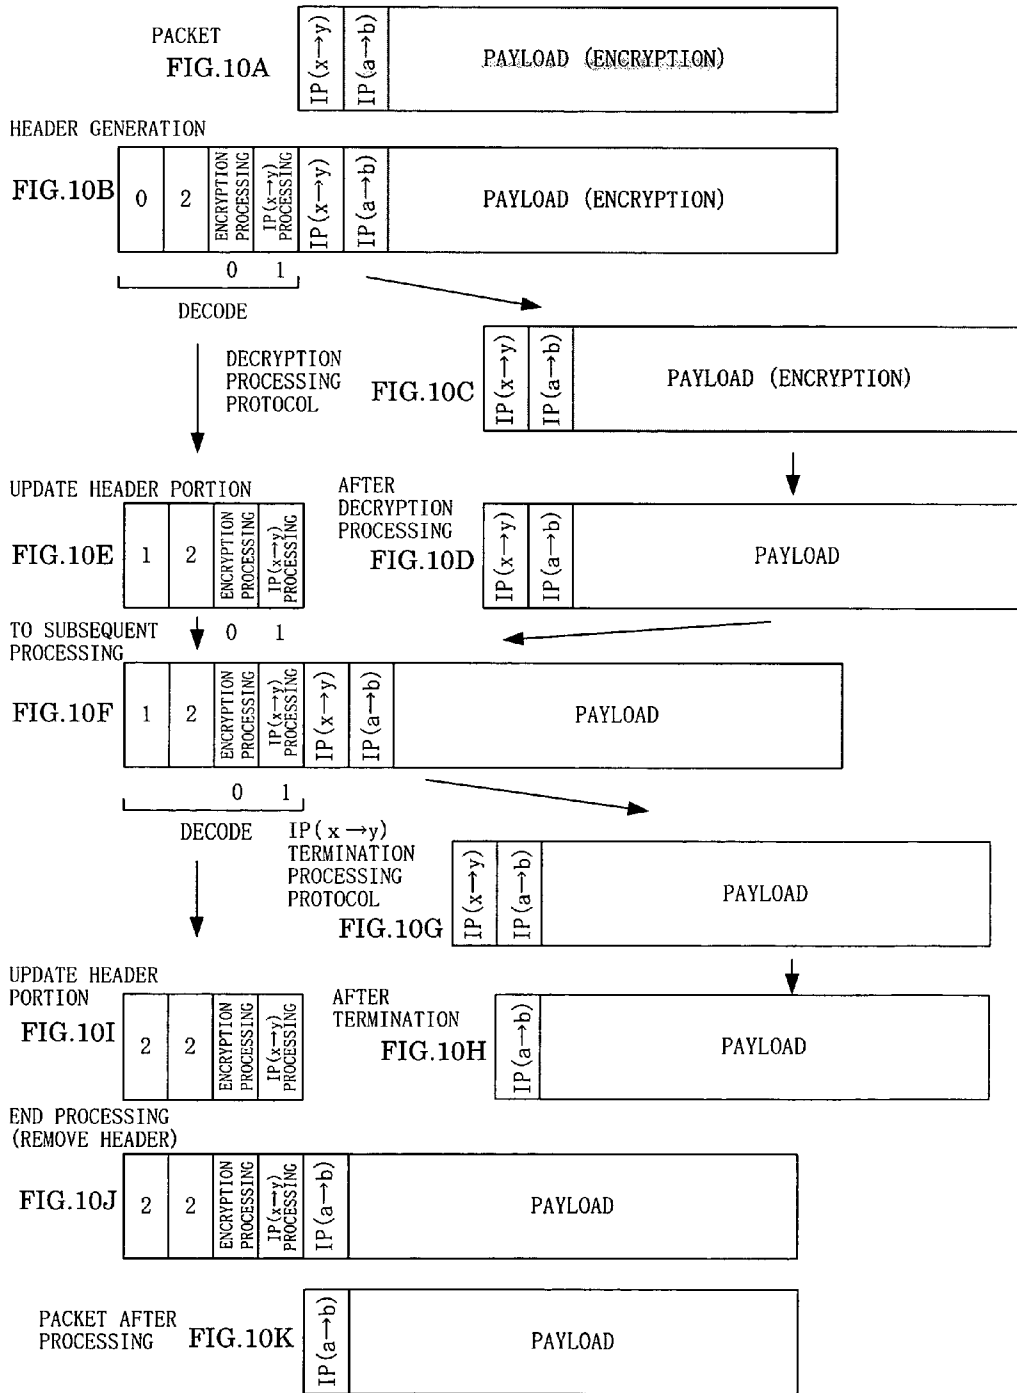 PACKET
FIG.10A
IP(x→y)
IP(a→b)
PAYLOAD (ENCRYPTION)
HEADER GENERATION
FIG.10B
0
2
ENCRYPTION
PROCESSING
IP(x→y)
PROCESSING
IP(x→y)
IP(a→b)
PAYLOAD (ENCRYPTION)
0 1
DECODE
DECRYPTION
PROCESSING
PROTOCOL
FIG.10C
IP(x→y)
IP(a→b)
PAYLOAD (ENCRYPTION)
UPDATE HEADER PORTION
FIG.10E
1
2
ENCRYPTION
PROCESSING
IP(x→y)
PROCESSING
0 1
AFTER
DECRYPTION
PROCESSING
FIG.10D
IP(x→y)
IP(a→b)
PAYLOAD
TO SUBSEQUENT
PROCESSING
FIG.10F
1
2
ENCRYPTION
PROCESSING
IP(x→y)
PROCESSING
IP(x→y)
IP(a→b)
PAYLOAD
0 1
DECODE
IP(x→y)
TERMINATION
PROCESSING
PROTOCOL
FIG.10G
IP(x→y)
IP(a→b)
PAYLOAD
UPDATE HEADER
PORTION
FIG.10I
2
2
ENCRYPTION
PROCESSING
IP(x→y)
PROCESSING
AFTER
TERMINATION
FIG.10H
IP(a→b)
PAYLOAD
END PROCESSING
(REMOVE HEADER)
FIG.10J
2
2
ENCRYPTION
PROCESSING
IP(x→y)
PROCESSING
IP(a→b)
PAYLOAD
PACKET AFTER
PROCESSING
FIG.10K
IP(a→b)
PAYLOAD